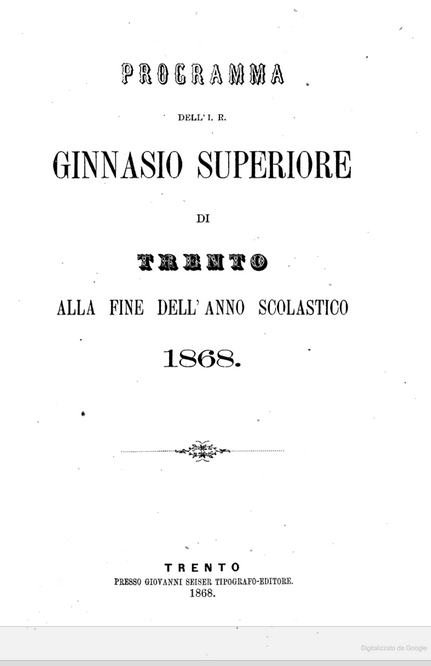 PROGRAMMA
DELL' I. R.
GINNASIO SUPERIORE
DI
TRENTO
ALLA FINE DELL' ANNO SCOLASTICO
1868.
TRENTO
PRESSO GIOVANNI SEISER TIPOGRAFO-EDITORE.
1868.
Digitalizzato da Google